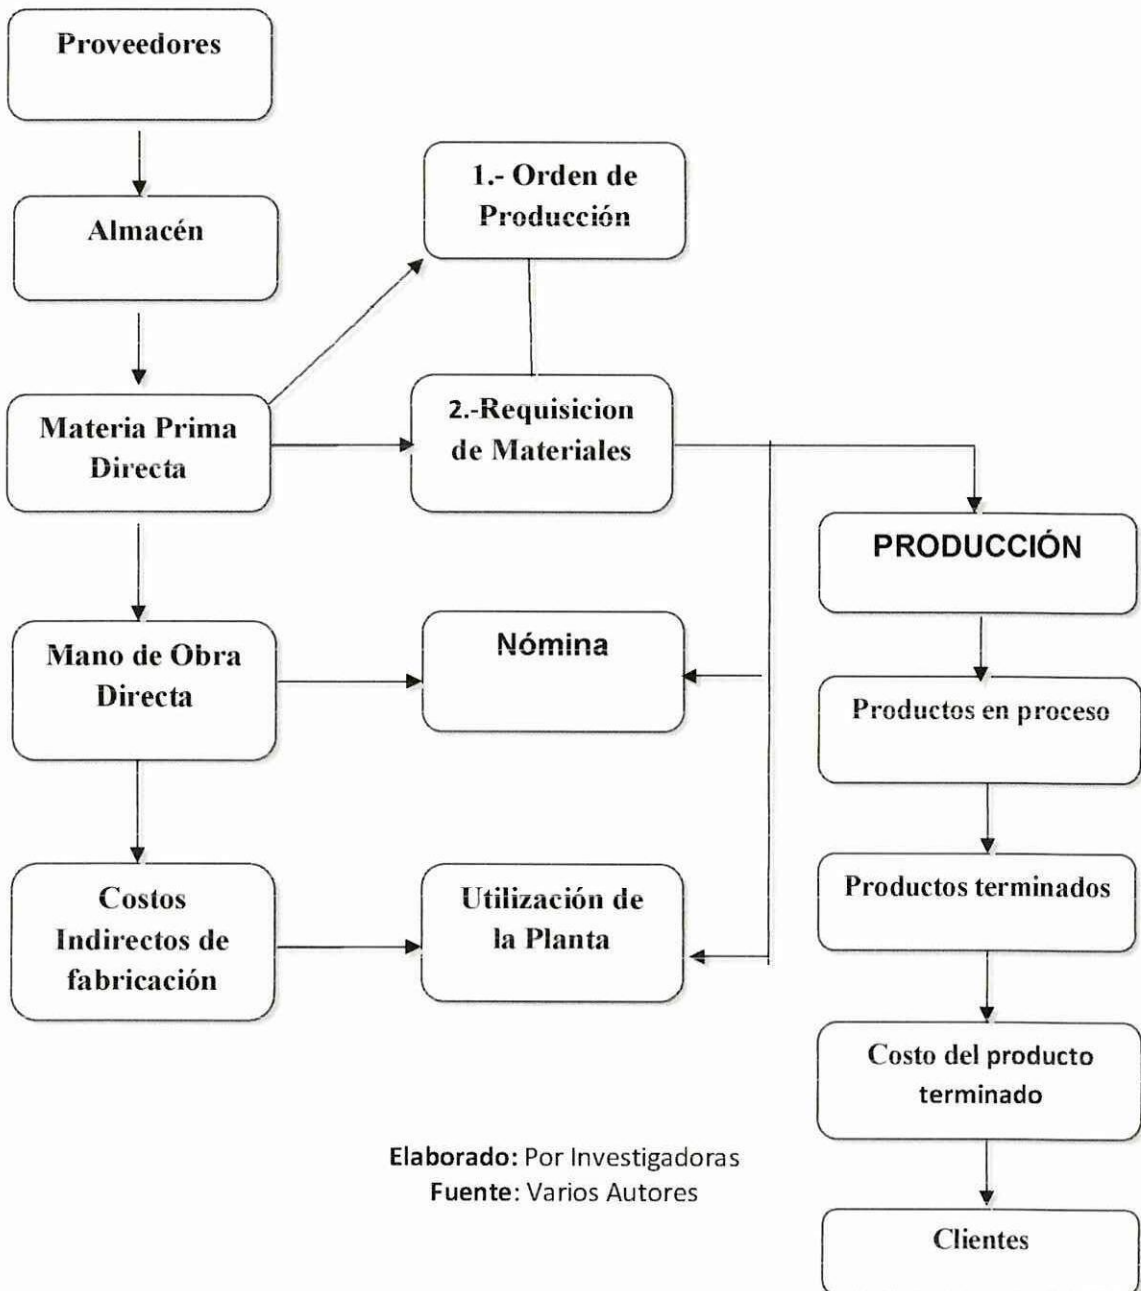 Proveedores
Almacén
1.- Orden de
Producción
Materia Prima
Directa
2.-Requisicion
de Materiales
PRODUCCIÓN
Mano de Obra
Directa
Nómina
Productos en proceso
Costos
Indirectos de
fabricación
Utilización de
la Planta
Productos terminados
Costo del producto
terminado
Elaborado: Por Investigadoras
Fuente: Varios Autores
Clientes